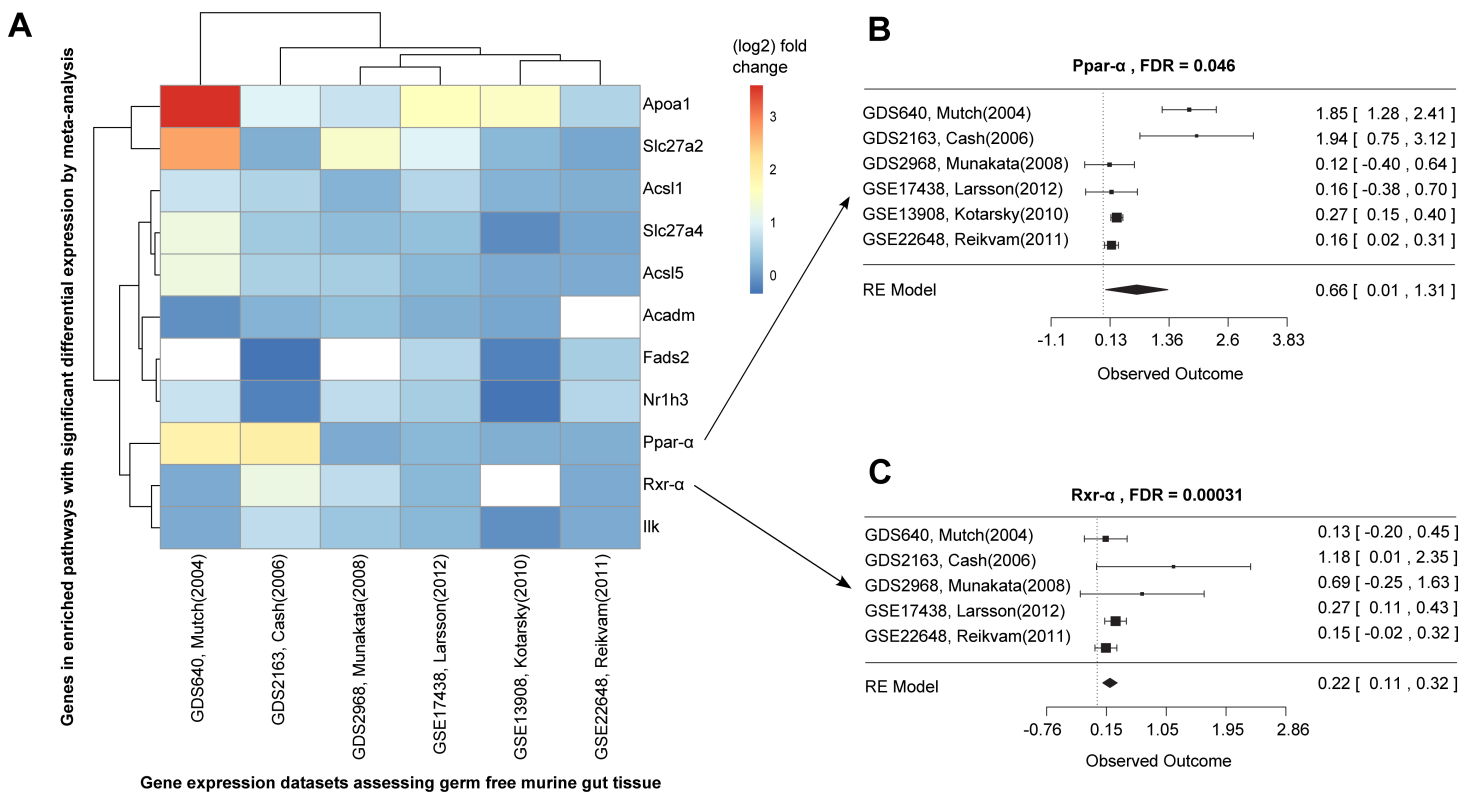 A
Genes in enriched pathways with significant differential expression by meta-analysis
(log2) fold
change
3
2
1
0
Apoa1
Slc27a2
Acsl1
Slc27a4
Acsl5
Acadm
Fads2
Nr1h3
Ppar-α
Rxr-α
Ilk
GDS640, Mutch(2004)
GDS2163, Cash(2006)
GDS2968, Munakata(2008)
GSE17438, Larsson(2012)
GSE13908, Kotarsky(2010)
GSE22648, Reikvam(2011)
Gene expression datasets assessing germ free murine gut tissue
B
Ppar-α , FDR = 0.046
GDS640, Mutch(2004) 1.85 [ 1.28 , 2.41 ]
GDS2163, Cash(2006) 1.94 [ 0.75 , 3.12 ]
GDS2968, Munakata(2008) 0.12 [ -0.40 , 0.64 ]
GSE17438, Larsson(2012) 0.16 [ -0.38 , 0.70 ]
GSE13908, Kotarsky(2010) 0.27 [ 0.15 , 0.40 ]
GSE22648, Reikvam(2011) 0.16 [ 0.02 , 0.31 ]
RE Model 0.66 [ 0.01 , 1.31 ]
-1.1 0.13 1.36 2.6 3.83
Observed Outcome
C
Rxr-α , FDR = 0.00031
GDS640, Mutch(2004) 0.13 [ -0.20 , 0.45 ]
GDS2163, Cash(2006) 1.18 [ 0.01 , 2.35 ]
GDS2968, Munakata(2008) 0.69 [ -0.25 , 1.63 ]
GSE17438, Larsson(2012) 0.27 [ 0.11 , 0.43 ]
GSE22648, Reikvam(2011) 0.15 [ -0.02 , 0.32 ]
RE Model 0.22 [ 0.11 , 0.32 ]
-0.76 0.15 1.05 1.95 2.86
Observed Outcome